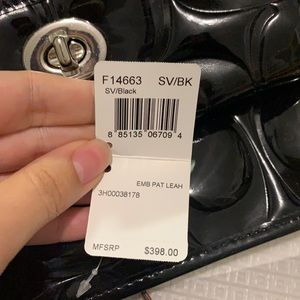 F14663 SV/BK
SV/Black
8 85135 06709 4
EMB PAT LEAH
3H00038178
MFSRP $398.00